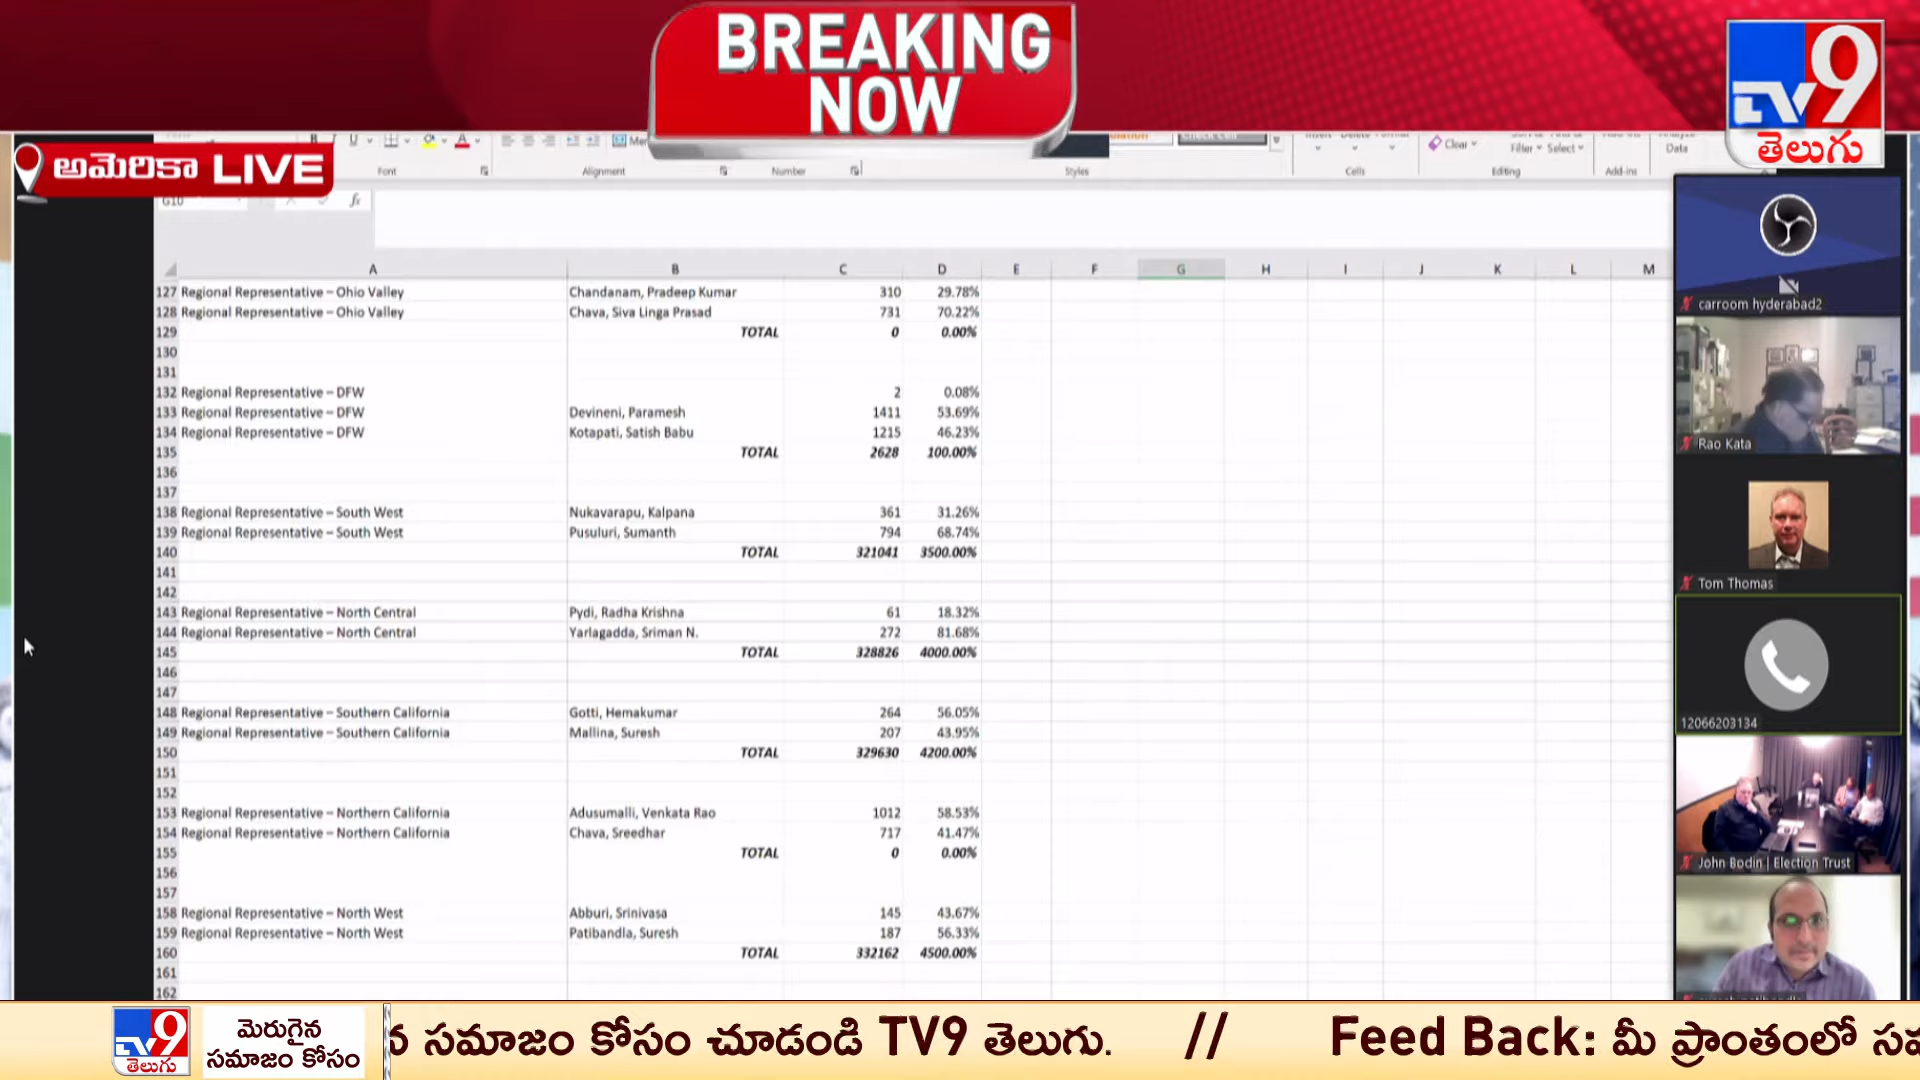 BREAKING
NOW
TV9
తెలుగు
అమెరికా LIVE
Font
Alignment
Number
Styles
Cells
Editing
Add-ins
Clear
Filter
Select
Data
G10
fx
A B C D E F G H I J K L M
127 Regional Representative – Ohio Valley Chandanam, Pradeep Kumar 310 29.78%
128 Regional Representative – Ohio Valley Chava, Siva Linga Prasad 731 70.22%
129 TOTAL 0 0.00%
130
131
132 Regional Representative – DFW 2 0.08%
133 Regional Representative – DFW Devineni, Paramesh 1411 53.69%
134 Regional Representative – DFW Kotapati, Satish Babu 1215 46.23%
135 TOTAL 2628 100.00%
136
137
138 Regional Representative – South West Nukavarapu, Kalpana 361 31.26%
139 Regional Representative – South West Pusuluri, Sumanth 794 68.74%
140 TOTAL 321041 3500.00%
141
142
143 Regional Representative – North Central Pydi, Radha Krishna 61 18.32%
144 Regional Representative – North Central Yarlagadda, Sriman N. 272 81.68%
145 TOTAL 328826 4000.00%
146
147
148 Regional Representative – Southern California Gotti, Hemakumar 264 56.05%
149 Regional Representative – Southern California Mallina, Suresh 207 43.95%
150 TOTAL 329630 4200.00%
151
152
153 Regional Representative – Northern California Adusumalli, Venkata Rao 1012 58.53%
154 Regional Representative – Northern California Chava, Sreedhar 717 41.47%
155 TOTAL 0 0.00%
156
157
158 Regional Representative – North West Abburi, Srinivasa 145 43.67%
159 Regional Representative – North West Patibandla, Suresh 187 56.33%
160 TOTAL 332162 4500.00%
161
162
carroom hyderabad2
Rao Kata
Tom Thomas
12066203134
John Bodin | Election Trust
TV9
తెలుగు
మెరుగైన
సమాజం కోసం
న సమాజం కోసం చూడండి TV9 తెలుగు. // Feed Back: మీ ప్రాంతంలో